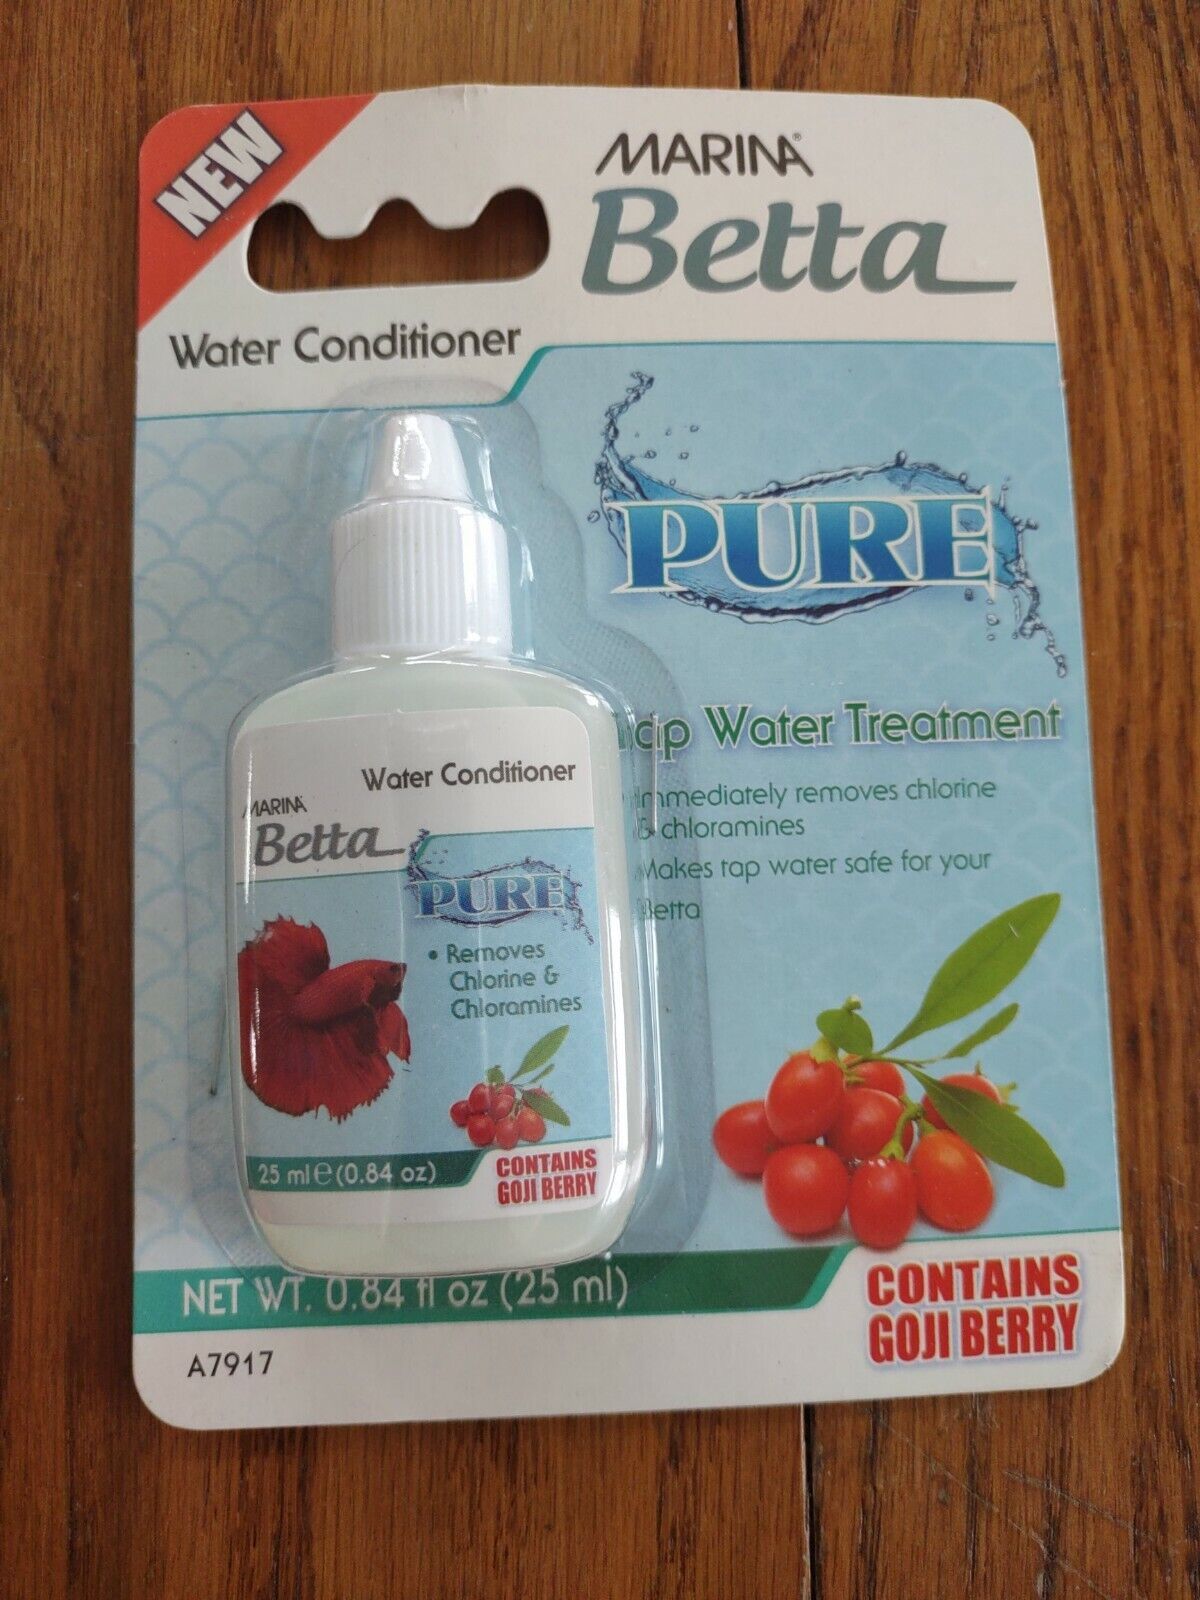 NEW
MARINA®
Betta
Water Conditioner
PURE
Tap Water Treatment
Immediately removes chlorine
& chloramines
Makes tap water safe for your
Betta
Water Conditioner
MARINA
Betta
PURE
• Removes
Chlorine &
Chloramines
25 ml ℮ (0.84 oz)
CONTAINS
GOJI BERRY
NET WT. 0.84 fl oz (25 ml)
CONTAINS
GOJI BERRY
A7917